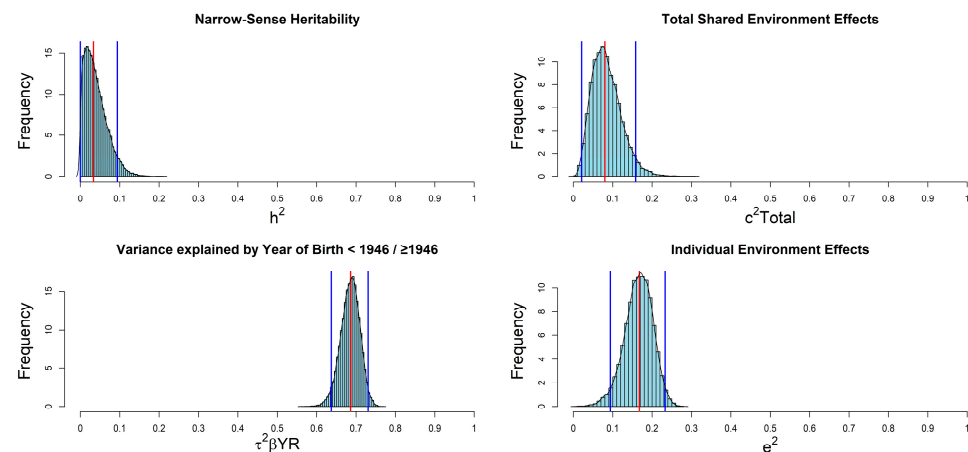 Narrow-Sense Heritability
Frequency
0 5 10 15
0 0.1 0.2 0.3 0.4 0.5 0.6 0.7 0.8 0.9 1
h²
Total Shared Environment Effects
Frequency
0 2 4 6 8 10
0 0.1 0.2 0.3 0.4 0.5 0.6 0.7 0.8 0.9 1
c²Total
Variance explained by Year of Birth < 1946 / ≥1946
Frequency
0 5 10 15
0 0.1 0.2 0.3 0.4 0.5 0.6 0.7 0.8 0.9 1
τ²βYR
Individual Environment Effects
Frequency
0 2 4 6 8 10
0 0.1 0.2 0.3 0.4 0.5 0.6 0.7 0.8 0.9 1
e²